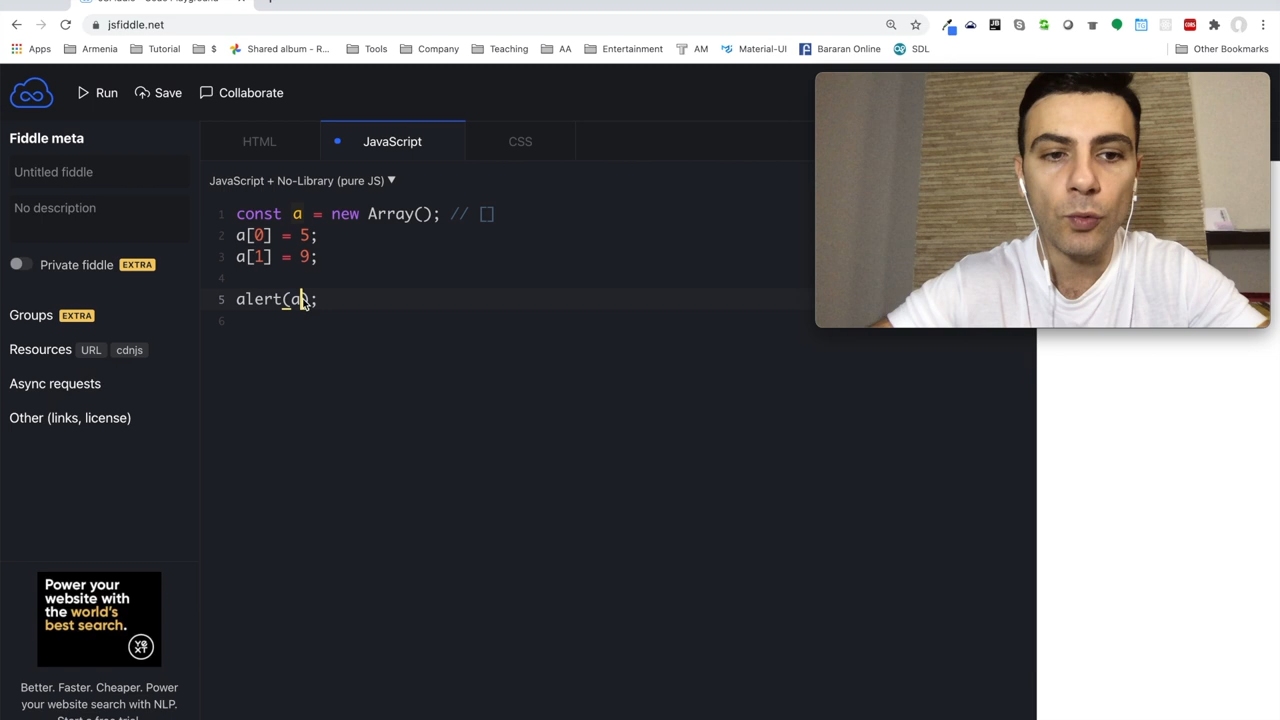 jsfiddle.net
Apps Armenia Tutorial $ Shared album - R... Tools Company Teaching AA Entertainment AM Material-UI Bararan Online SDL Other Bookmarks
Run Save Collaborate
Fiddle meta
Untitled fiddle
No description
Private fiddle EXTRA
Groups EXTRA
Resources URL cdnjs
Async requests
Other (links, license)
Power your
website with
the world's
best search.
yext
Better. Faster. Cheaper. Power
your website search with NLP.
HTML JavaScript CSS
JavaScript + No-Library (pure JS) ▼
1 const a = new Array(); // []
2 a[0] = 5;
3 a[1] = 9;
4
5 alert(a);
6